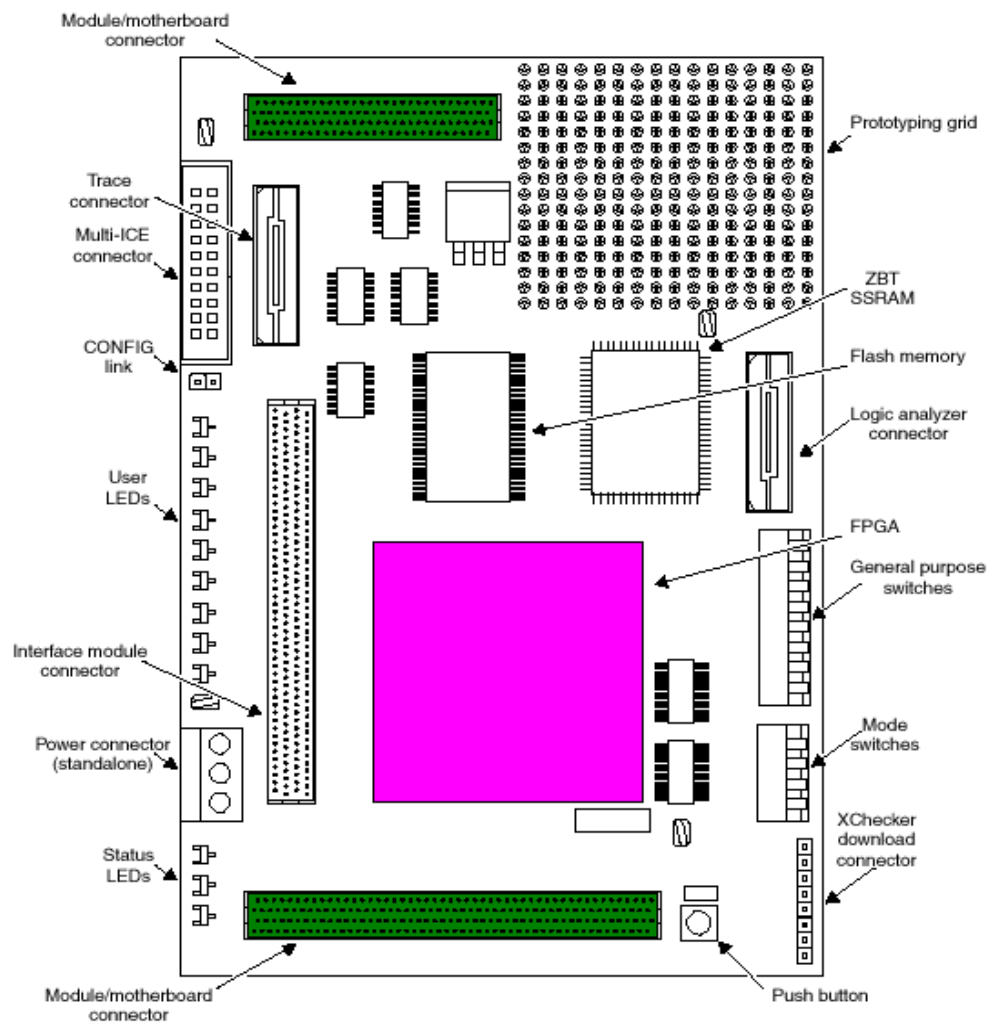 Module/motherboard
connector
Prototyping grid
Trace
connector
Multi-ICE
connector
ZBT
SSRAM
CONFIG
link
Flash memory
Logic analyzer
connector
User
LEDs
FPGA
General purpose
switches
Interface module
connector
Power connector
(standalone)
Mode
switches
XChecker
download
connector
Status
LEDs
Module/motherboard
connector
Push button